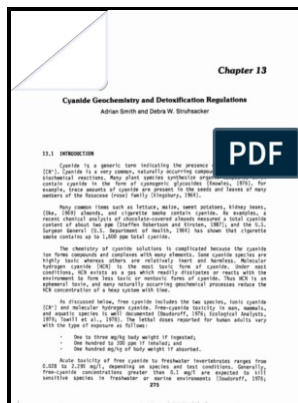 Chapter 13
Cyanide Geochemistry and Detoxification Regulations
Adrian Smith and Debra W. Struhsacker
PDF
13.1 INTRODUCTION
Cyanide is a generic term indicating the presence
[CN-]. Cyanide is a very common, naturally occurring compou
biochemical reactions. Many plant species synthesize
contain cyanide in the form of cyanogenic glycosides (Knowles, 1976), for
example, trace amounts of cyanide are present in the seeds and leaves of many
members of the Rosaceae (rose) family (Kingsbury, 1964).
Many common items such as lettuce, maize, sweet potatoes, kidney beans,
(Oke, 1969) almonds, and cigarette smoke contain cyanide. As examples, a
recent chemical analysis of chocolate-covered almonds measured a total cyanide
content of about two ppm (Steffen Robertson and Kirsten, 1987), and the U.S.
Surgeon General (U.S. Department of Health, 1964) has shown that cigarette
smoke contains up to 1,600 ppm total cyanide.
The chemistry of cyanide solutions is complicated because the cyanide
ion forms compounds and complexes with many elements. Some cyanide species are
highly toxic whereas others are relatively inert and harmless. Molecular
hydrogen cyanide (HCN) is the most toxic form of cyanide. Under most
conditions, HCN exists as a gas which readily dissipates or reacts with the
environment to form less toxic or nontoxic forms of cyanide. Thus HCN is an
ephemeral toxin, and many naturally occurring geochemical processes reduce the
HCN concentration of a heap system with time.
As discussed below, free cyanide includes the two species, ionic cyanide
(CN-) and molecular hydrogen cyanide. Free-cyanide toxicity in man, mammals,
and aquatic species is well documented (Doudoroff, 1976; Ecological Analysts,
1979, Towill et al., 1978). The lethal doses reported for human adults vary
with the type of exposure as follows:
- One to three mg/kg body weight if ingested;
- One hundred to 300 ppm if inhaled; and
- One hundred mg/kg of body weight if absorbed.
Acute toxicity of free cyanide to freshwater invertebrates ranges from
0.028 to 2.295 mg/l, depending on species and test conditions. Generally,
free-cyanide concentrations greater than 0.1 mg/l are expected to kill
sensitive species in freshwater or marine environments (Doudoroff, 1976,
275